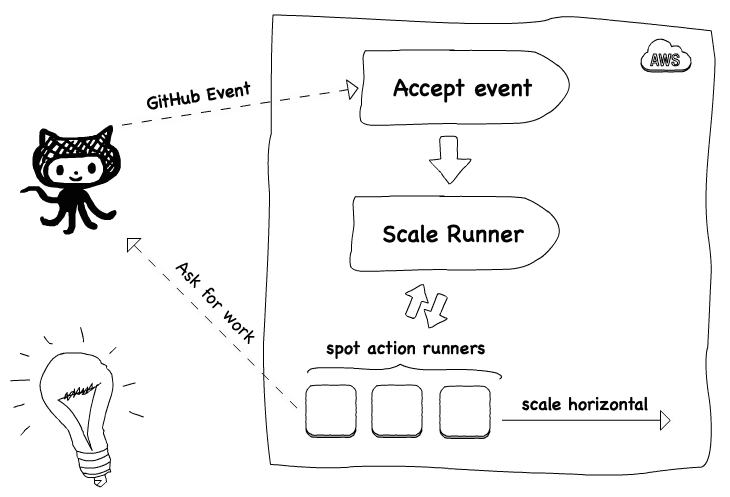 AWS
GitHub Event
Accept event
Scale Runner
Ask for work
spot action runners
scale horizontal